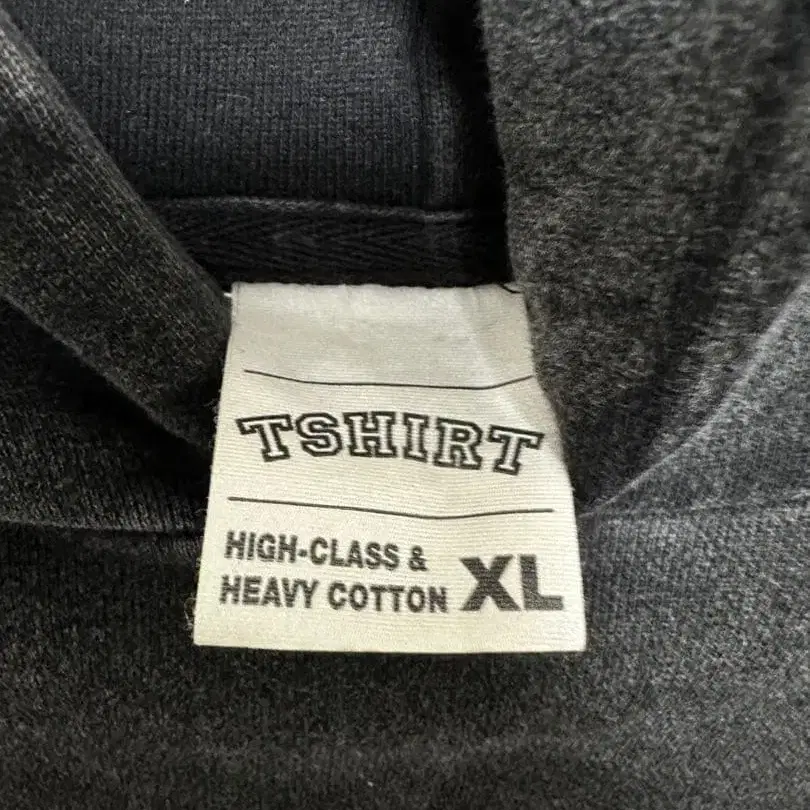 TSHIRT
HIGH-CLASS &
HEAVY COTTON XL